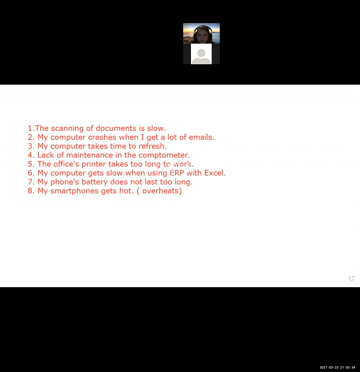 1.The scanning of documents is slow.
2. My computer crashes when I get a lot of emails.
3. My computer takes time to refresh.
4. Lack of maintenance in the comptometer.
5. The office's printer takes too long to work.
6. My computer gets slow when using ERP with Excel.
7. My phone's battery does not last too long.
8. My smartphones gets hot. ( overheats)